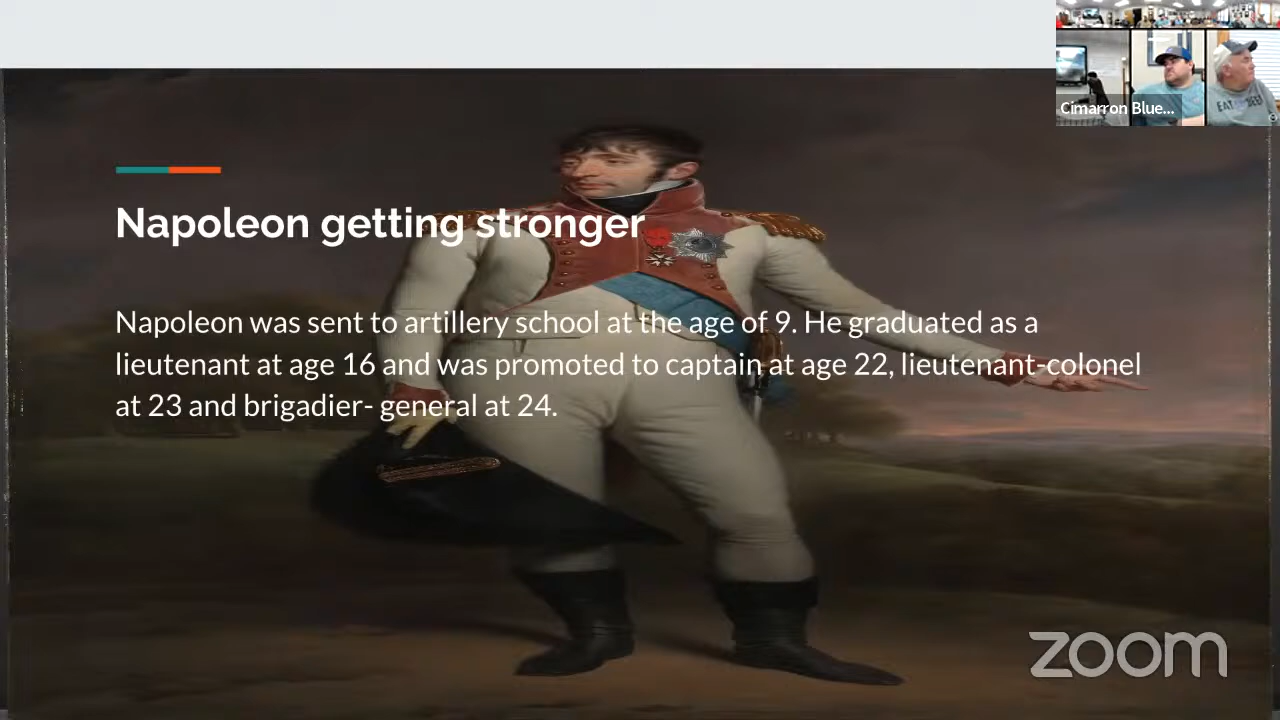 Cimarron Blue...
Napoleon getting stronger
Napoleon was sent to artillery school at the age of 9. He graduated as a
lieutenant at age 16 and was promoted to captain at age 22, lieutenant-colonel
at 23 and brigadier- general at 24.
zoom